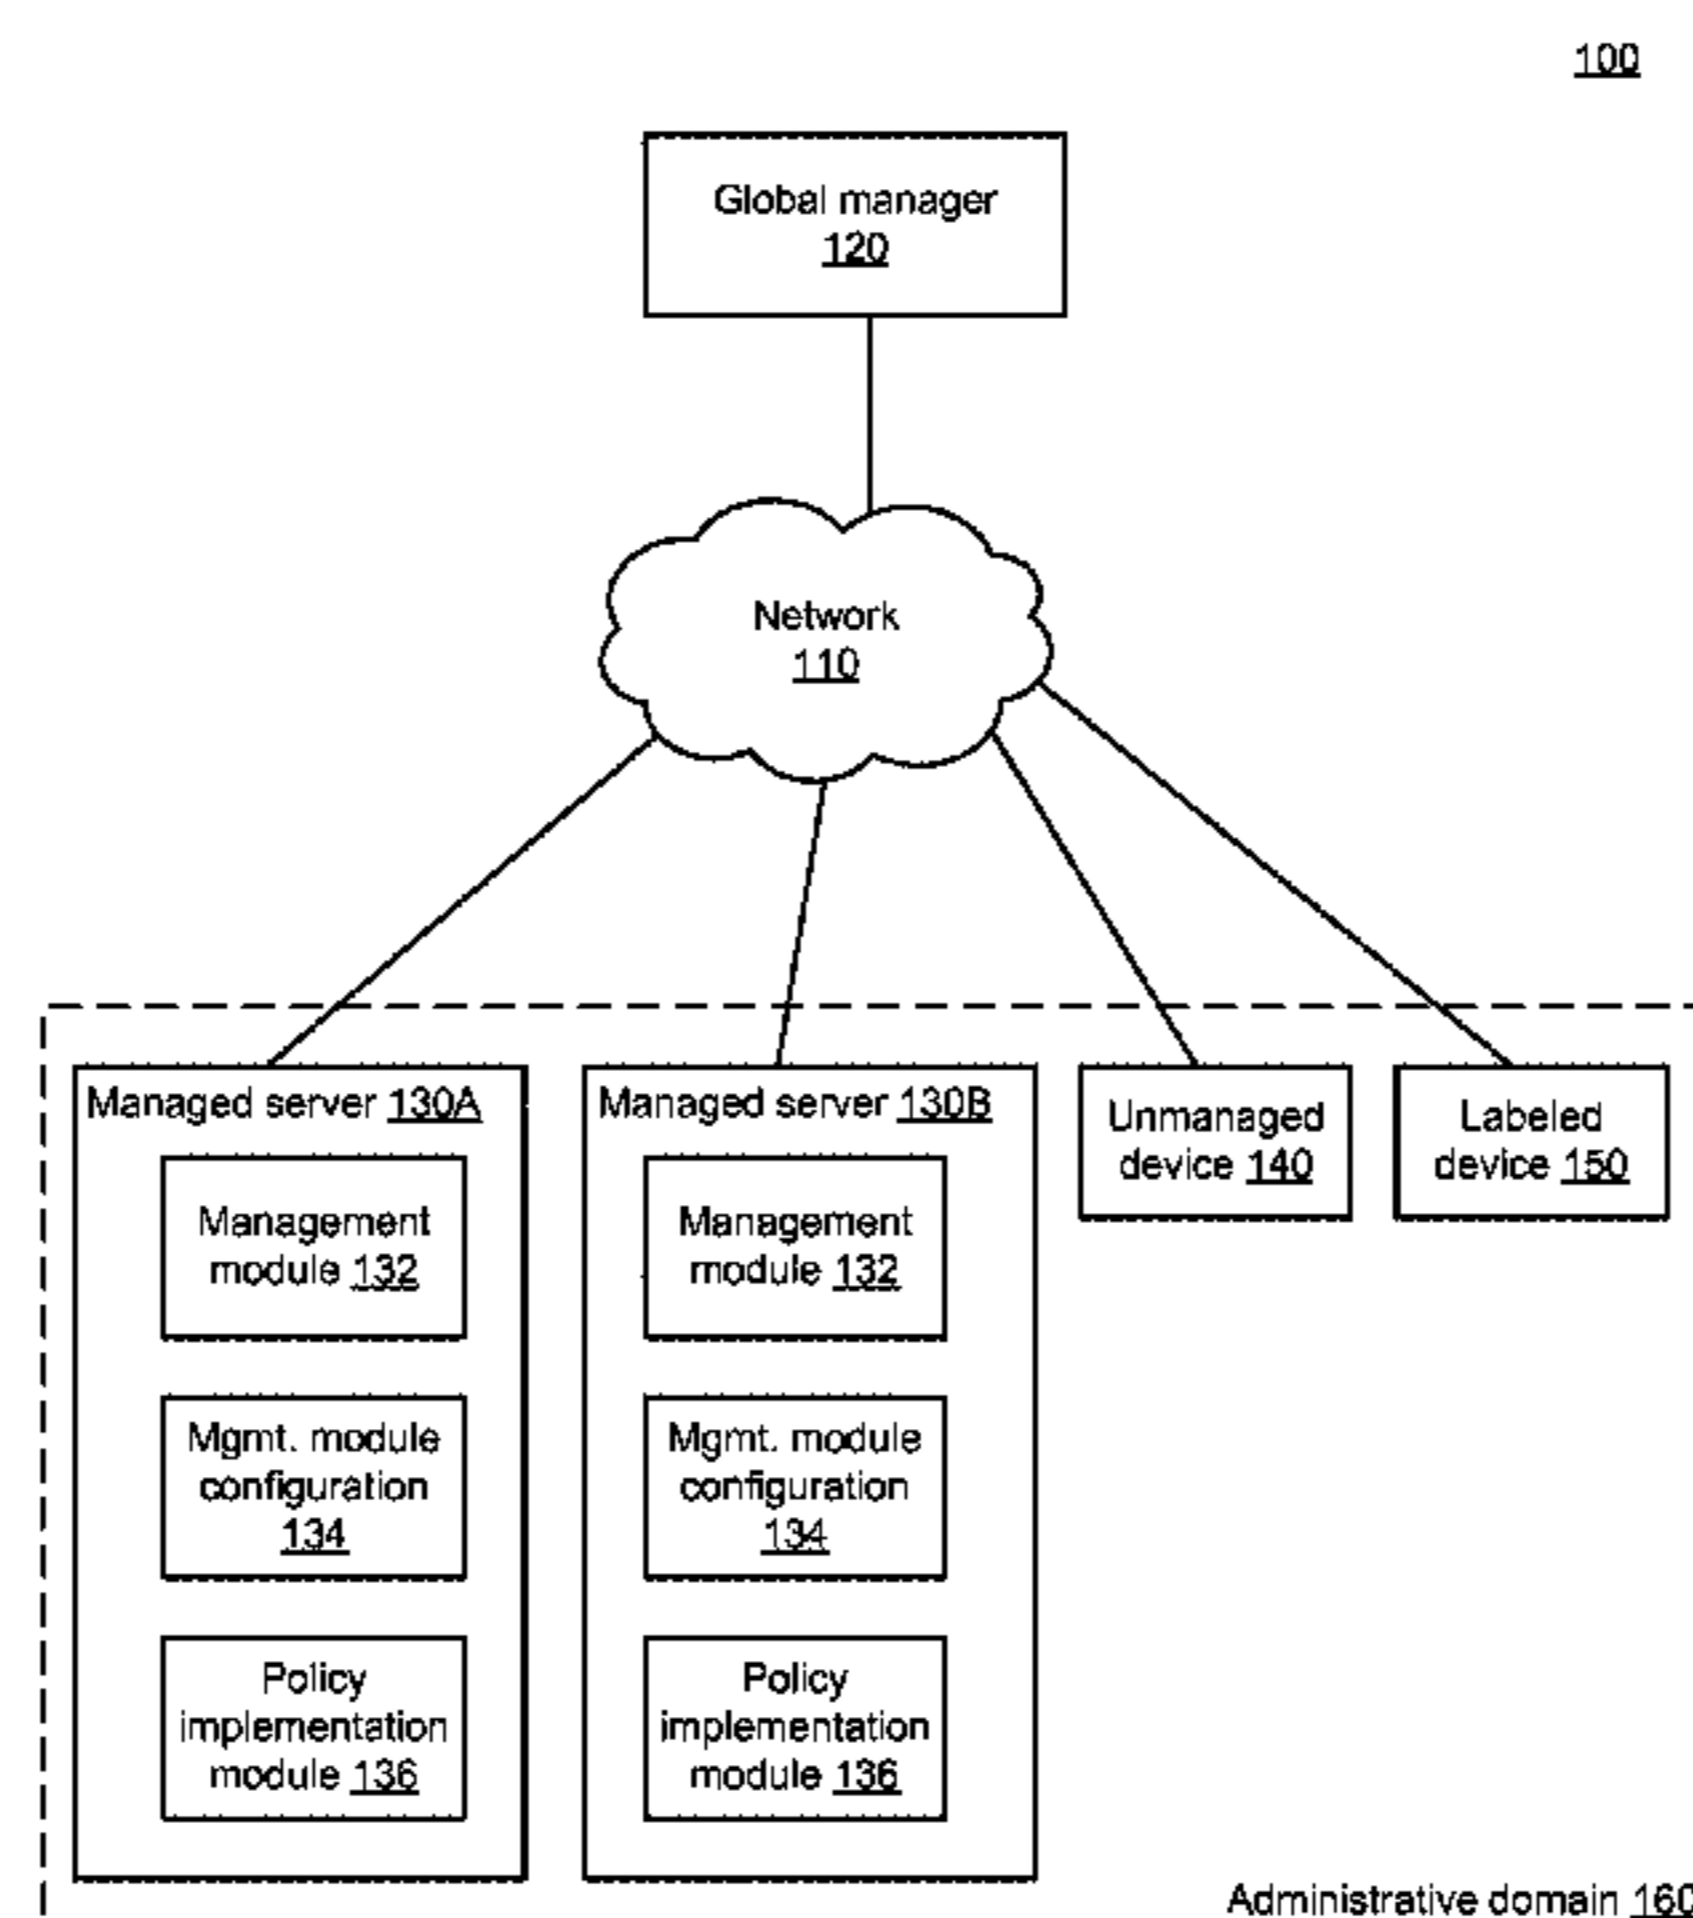 100
Global manager
120
Network
110
Managed server 130A
Management
module 132
Mgmt. module
configuration
134
Policy
implementation
module 136
Managed server 130B
Management
module 132
Mgmt. module
configuration
134
Policy
implementation
module 136
Unmanaged
device 140
Labeled
device 150
Administrative domain 160